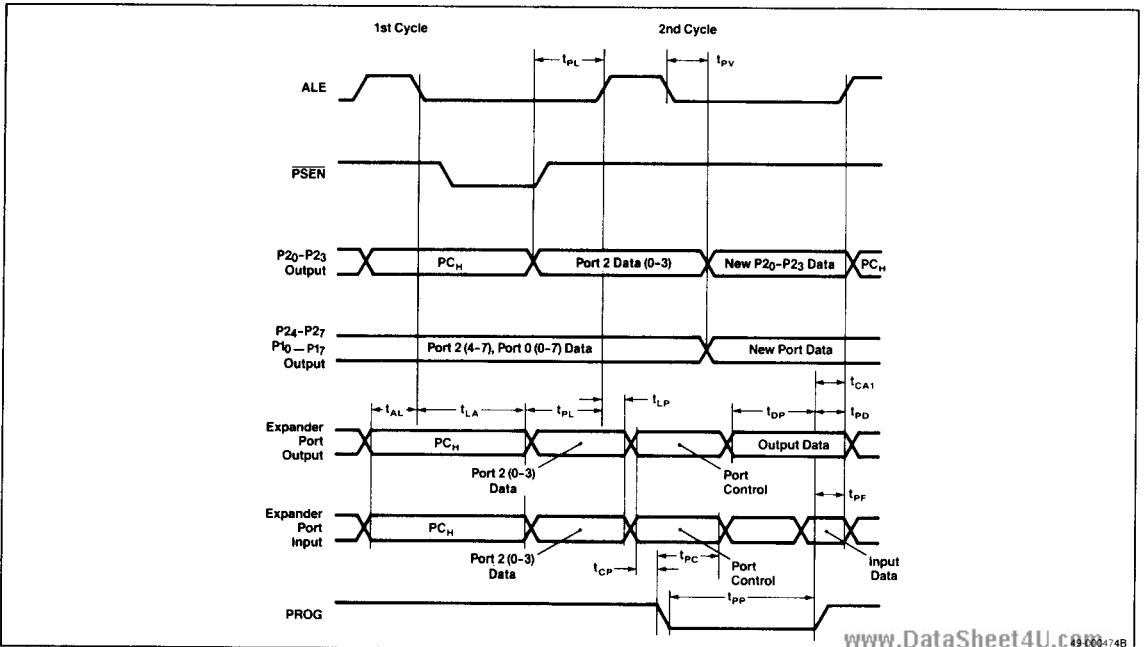 1st Cycle
2nd Cycle
tPL
tPV
ALE
PSEN
P20–P23
Output
PCH
Port 2 Data (0–3)
New P20–P23 Data
PCH
P24–P27
P10 — P17
Output
Port 2 (4–7), Port 0 (0–7) Data
New Port Data
tCA1
tAL
tLA
tPL
tLP
tDP
tPD
Expander
Port
Output
PCH
Output Data
Port 2 (0–3)
Data
Port
Control
tPF
Expander
Port
Input
PCH
Port 2 (0–3)
Data
tCP
tPC
Port
Control
Input
Data
tPP
PROG
www.DataSheet4U.com
49-000474B